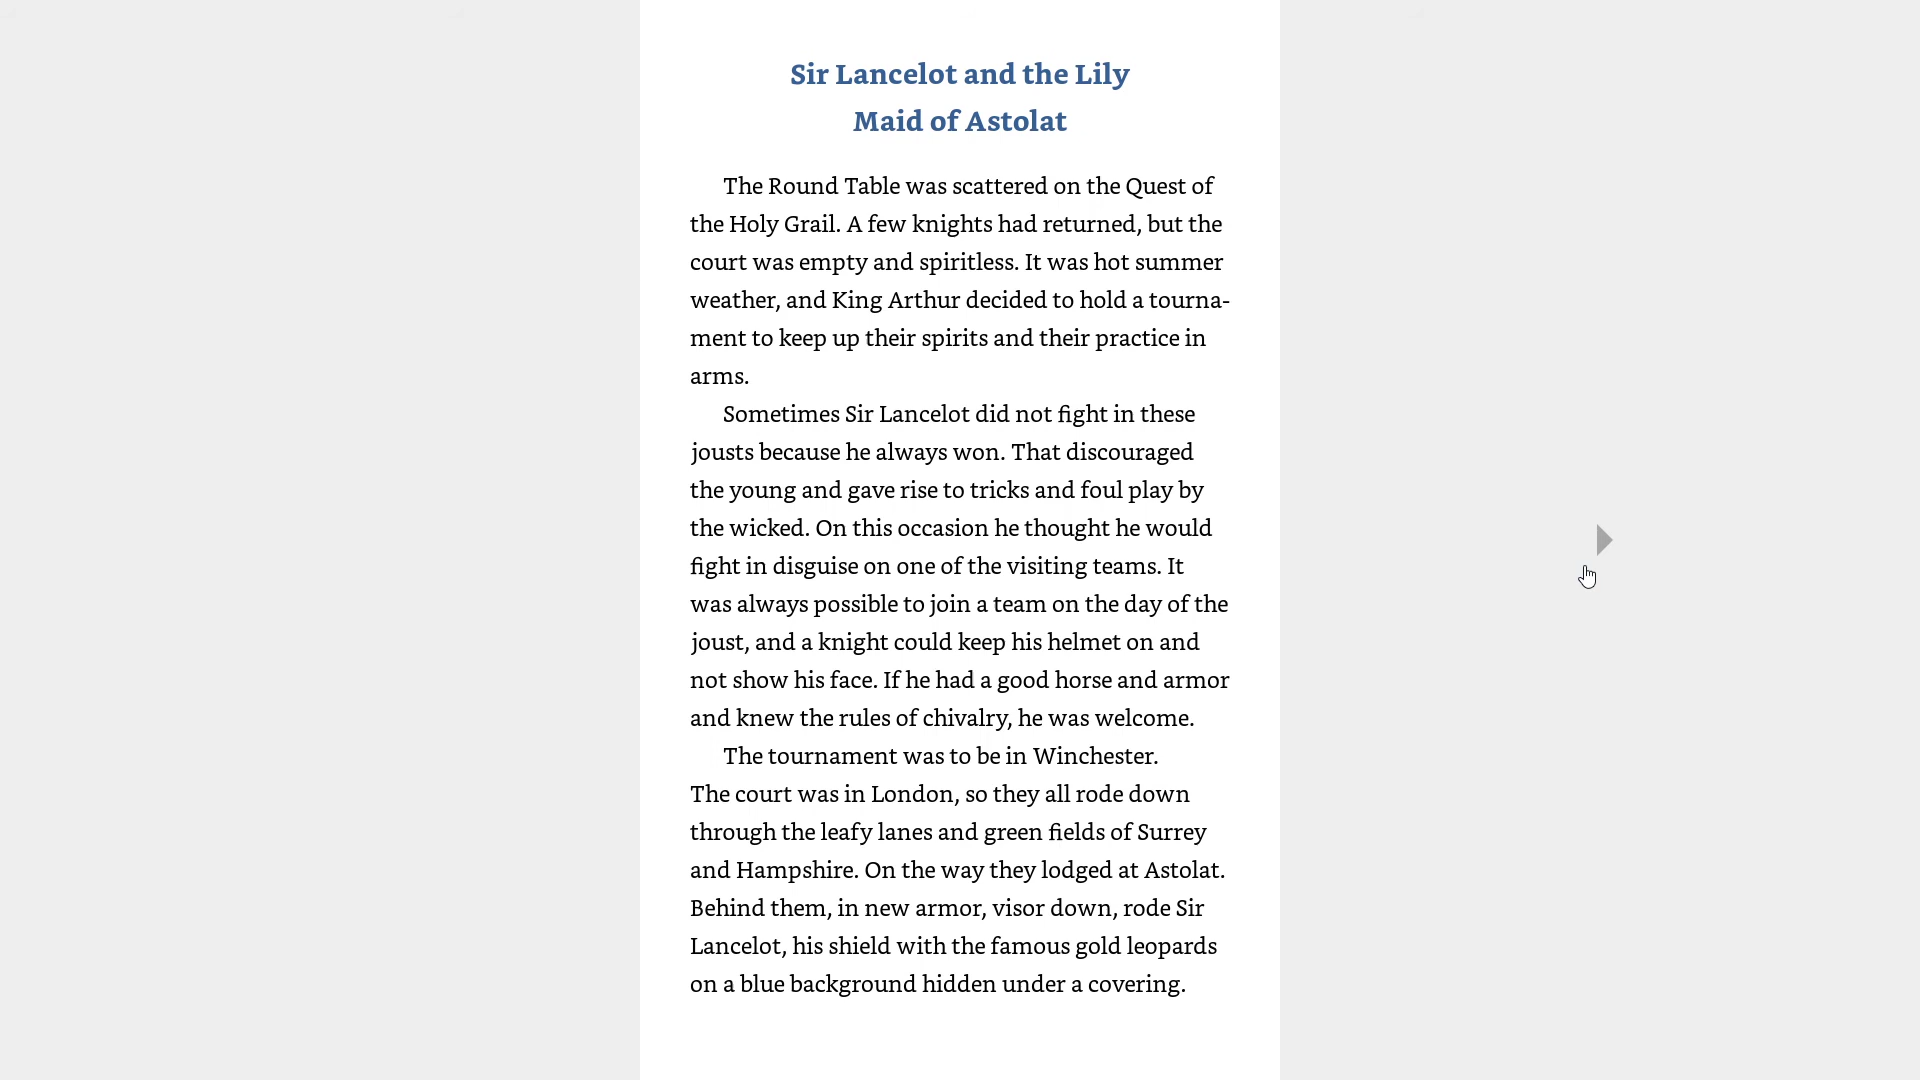 Sir Lancelot and the Lily
Maid of Astolat
The Round Table was scattered on the Quest of
the Holy Grail. A few knights had returned, but the
court was empty and spiritless. It was hot summer
weather, and King Arthur decided to hold a tourna-
ment to keep up their spirits and their practice in
arms.
Sometimes Sir Lancelot did not fight in these
jousts because he always won. That discouraged
the young and gave rise to tricks and foul play by
the wicked. On this occasion he thought he would
fight in disguise on one of the visiting teams. It
was always possible to join a team on the day of the
joust, and a knight could keep his helmet on and
not show his face. If he had a good horse and armor
and knew the rules of chivalry, he was welcome.
The tournament was to be in Winchester.
The court was in London, so they all rode down
through the leafy lanes and green fields of Surrey
and Hampshire. On the way they lodged at Astolat.
Behind them, in new armor, visor down, rode Sir
Lancelot, his shield with the famous gold leopards
on a blue background hidden under a covering.